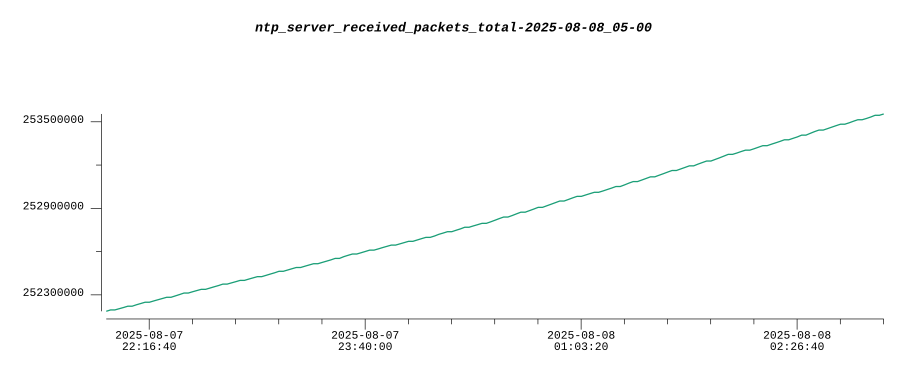 ntp_server_received_packets_total-2025-08-08_05-00
253500000
252900000
252300000
2025-08-07 2025-08-07 2025-08-08 2025-08-08
22:16:40 23:40:00 01:03:20 02:26:40